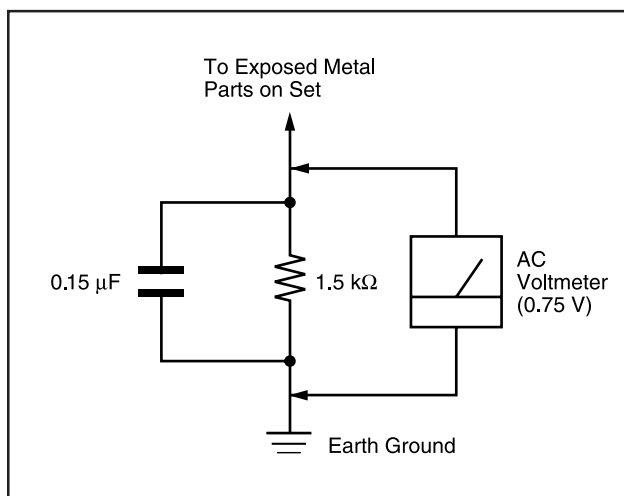 To Exposed Metal
Parts on Set
0.15 μF
1.5 kΩ
AC
Voltmeter
(0.75 V)
Earth Ground